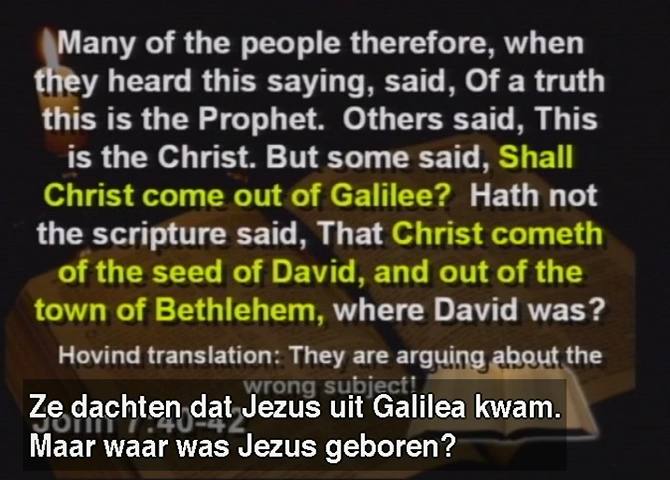 Many of the people therefore, when
they heard this saying, said, Of a truth
this is the Prophet.  Others said, This
is the Christ. But some said, Shall
Christ come out of Galilee?  Hath not
the scripture said, That Christ cometh
of the seed of David, and out of the
town of Bethlehem, where David was?
Hovind translation: They are arguing about the
wrong subject!
John 7:40-42
Ze dachten dat Jezus uit Galilea kwam.
Maar waar was Jezus geboren?